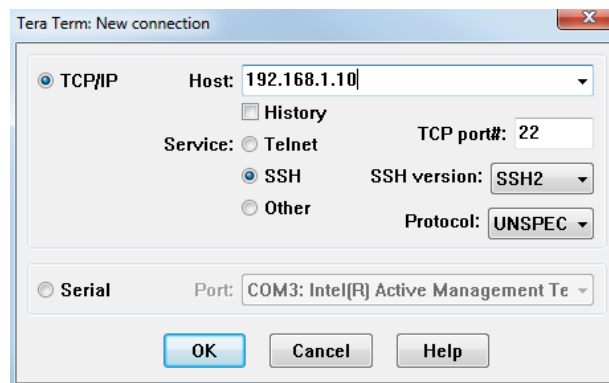 Tera Term: New connection
TCP/IP Host: 192.168.1.10
History
Service: Telnet TCP port#: 22
SSH SSH version: SSH2
Other Protocol: UNSPEC
Serial Port: COM3: Intel(R) Active Management Te
OK Cancel Help